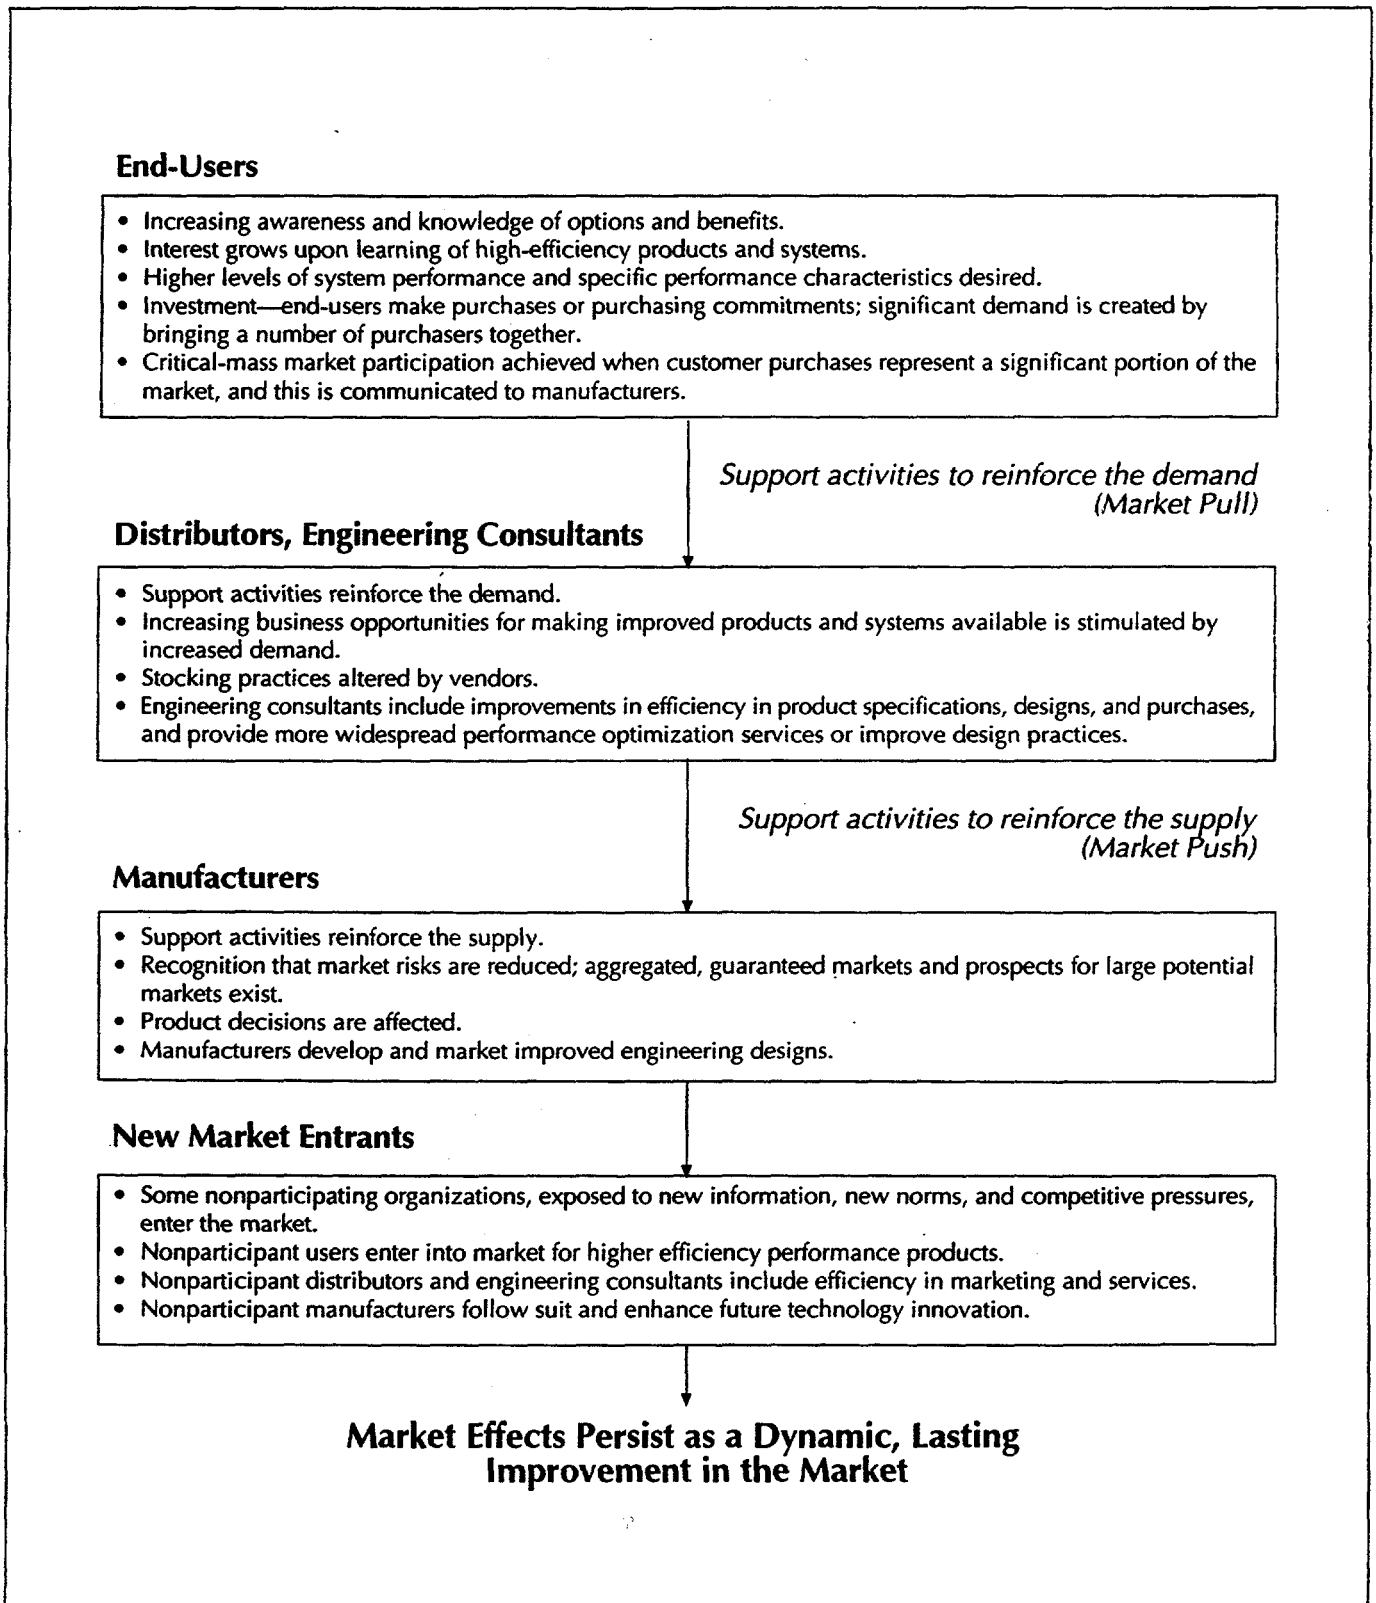 End-Users
• Increasing awareness and knowledge of options and benefits.
• Interest grows upon learning of high-efficiency products and systems.
• Higher levels of system performance and specific performance characteristics desired.
• Investment—end-users make purchases or purchasing commitments; significant demand is created by
bringing a number of purchasers together.
• Critical-mass market participation achieved when customer purchases represent a significant portion of the
market, and this is communicated to manufacturers.
Support activities to reinforce the demand
(Market Pull)
Distributors, Engineering Consultants
• Support activities reinforce the demand.
• Increasing business opportunities for making improved products and systems available is stimulated by
increased demand.
• Stocking practices altered by vendors.
• Engineering consultants include improvements in efficiency in product specifications, designs, and purchases,
and provide more widespread performance optimization services or improve design practices.
Support activities to reinforce the supply
(Market Push)
Manufacturers
• Support activities reinforce the supply.
• Recognition that market risks are reduced; aggregated, guaranteed markets and prospects for large potential
markets exist.
• Product decisions are affected.
• Manufacturers develop and market improved engineering designs.
New Market Entrants
• Some nonparticipating organizations, exposed to new information, new norms, and competitive pressures,
enter the market.
• Nonparticipant users enter into market for higher efficiency performance products.
• Nonparticipant distributors and engineering consultants include efficiency in marketing and services.
• Nonparticipant manufacturers follow suit and enhance future technology innovation.
Market Effects Persist as a Dynamic, Lasting
Improvement in the Market